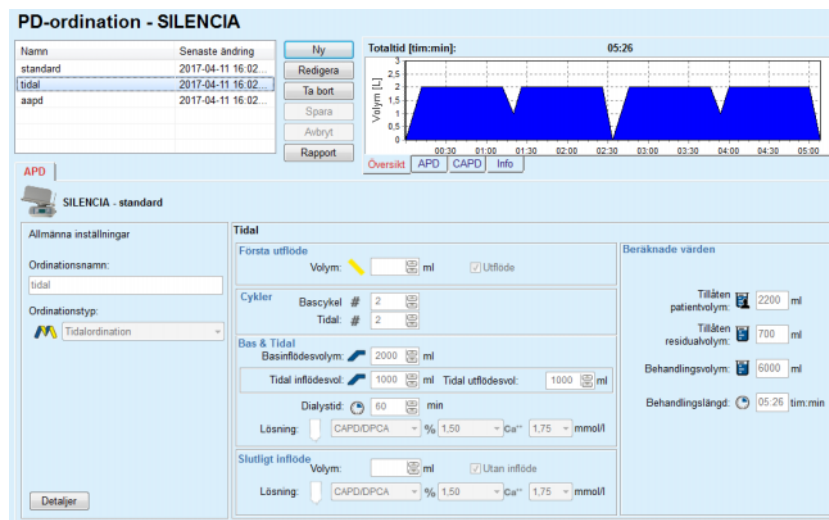 PD-ordination - SILENCIA
Namn Senaste ändring
standard 2017-04-11 16:02...
tidal 2017-04-11 16:02...
aapd 2017-04-11 16:02...
Ny
Redigera
Ta bort
Spara
Avbryt
Rapport
Totaltid [tim:min]: 05:26
Volym [L]
3
2,5
2
1,5
1
0,5
0
00:30 01:00 01:30 02:00 02:30 03:00 03:30 04:00 04:30 05:00
Översikt APD CAPD Info
APD
SILENCIA - standard
Allmänna inställningar
Ordinationsnamn:
tidal
Ordinationstyp:
Tidalordination
Detaljer
Tidal
Första utflöde
Volym: ml Utflöde
Cykler
Bascykel # 2
Tidal: # 2
Bas & Tidal
Basinflödesvolym: 2000 ml
Tidal inflödesvol: 1000 ml Tidal utflödesvol: 1000 ml
Dialystid: 60 min
Lösning: CAPD/DPCA % 1,50 Ca++ 1,75 mmol/l
Slutligt inflöde
Volym: ml Utan inflöde
Lösning: CAPD/DPCA % 1,50 Ca++ 1,75 mmol/l
Beräknade värden
Tillåten
patientvolym: 2200 ml
Tillåten
residualvolym: 700 ml
Behandlingsvolym: 6000 ml
Behandlingslängd: 05:26 tim:min